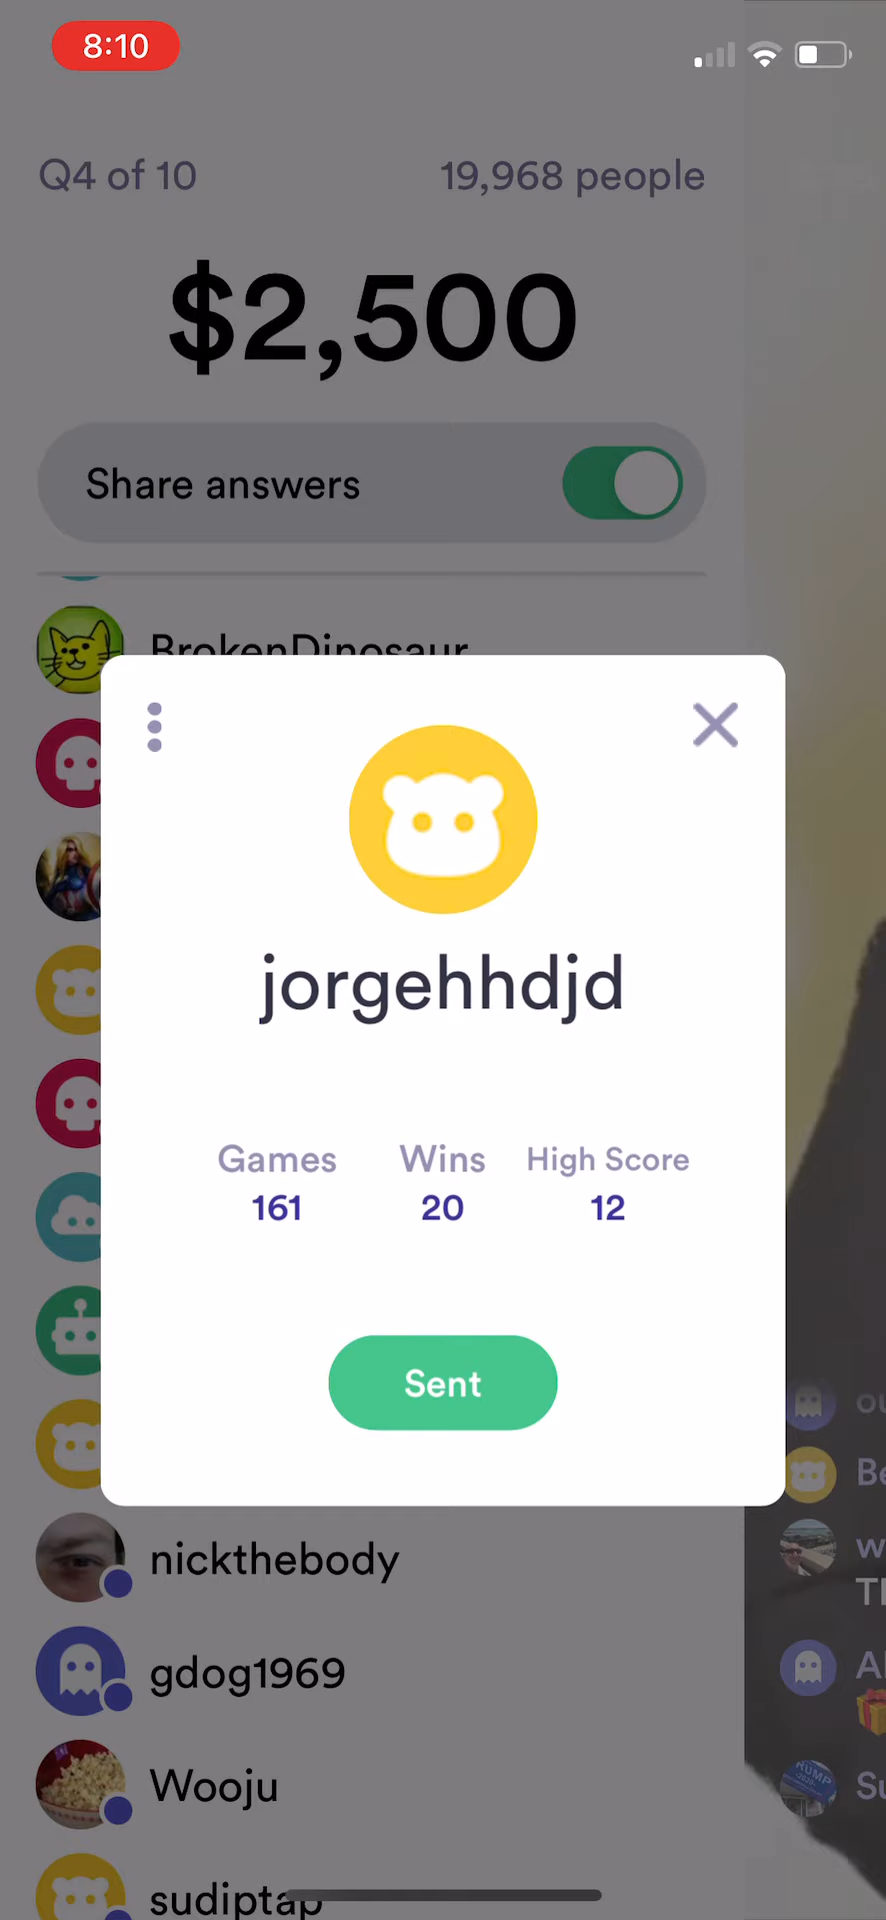 8:10
Q4 of 10
19,968 people
$2,500
Share answers
BrokenDinosaur
jorgehhdjd
Games
Wins
High Score
161
20
12
Sent
nickthebody
gdog1969
Wooju
sudiptap